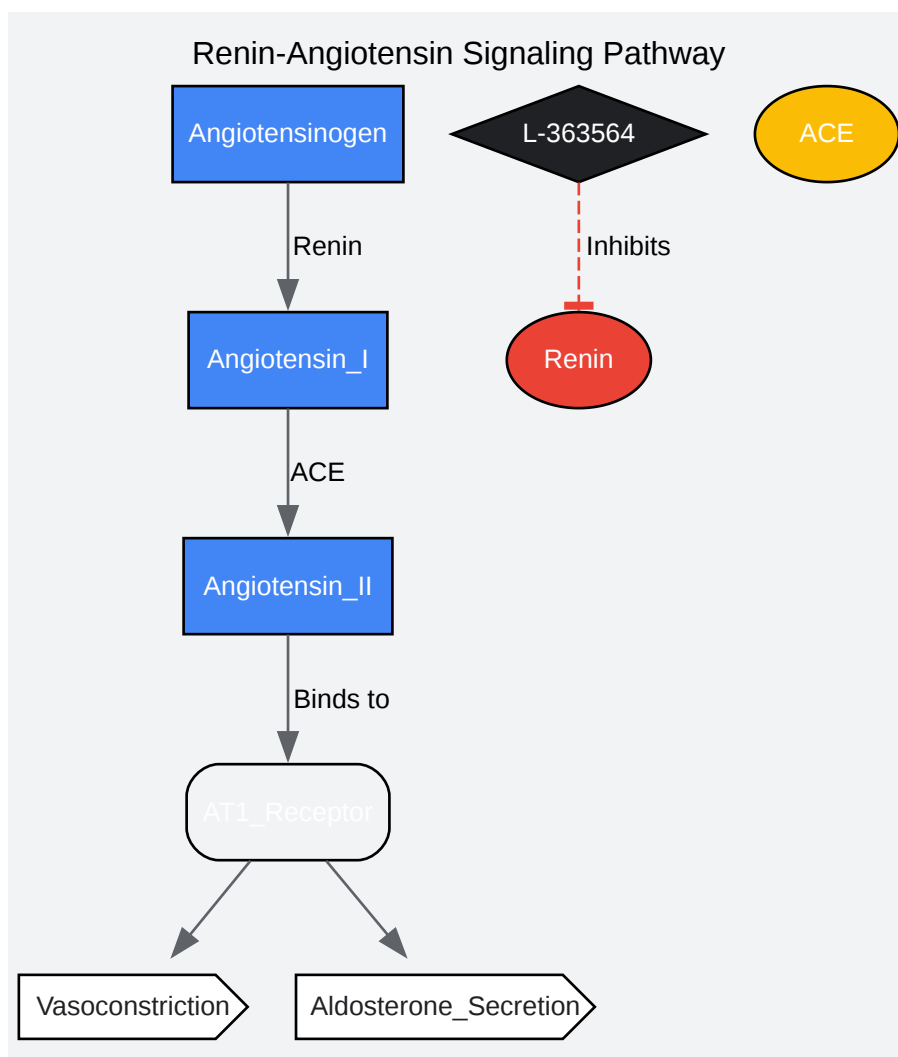 Renin-Angiotensin Signaling Pathway
Angiotensinogen
L-363564
ACE
Renin
Inhibits
Angiotensin_I
Renin
ACE
Angiotensin_II
Binds to
AT1_Receptor
Vasoconstriction
Aldosterone_Secretion